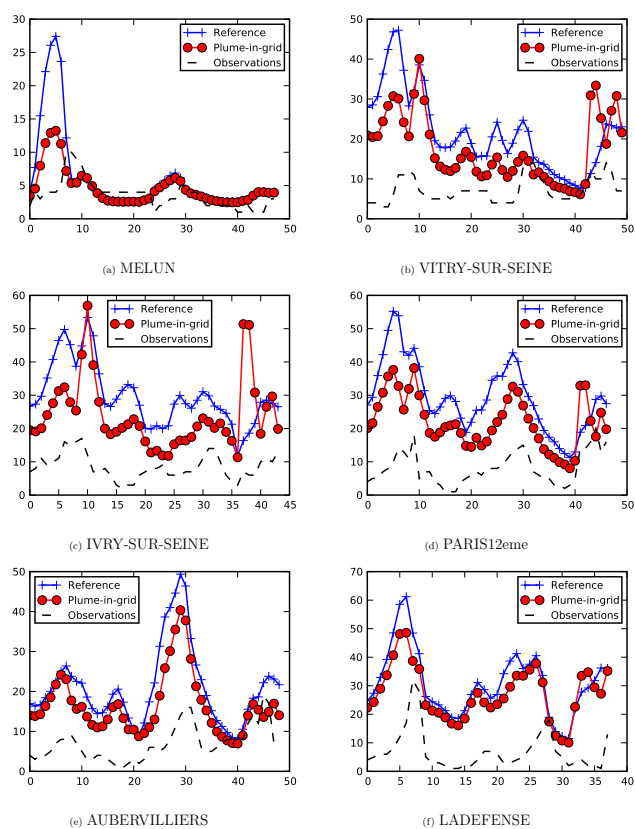 30
25
20
15
10
5
0
0 10 20 30 40 50
Reference
Plume-in-grid
Observations
(a) MELUN
50
40
30
20
10
0
0 10 20 30 40 50
Reference
Plume-in-grid
Observations
(b) VITRY-SUR-SEINE
60
50
40
30
20
10
0
0 5 10 15 20 25 30 35 40 45
Reference
Plume-in-grid
Observations
(c) IVRY-SUR-SEINE
60
50
40
30
20
10
0
0 10 20 30 40 50
Reference
Plume-in-grid
Observations
(d) PARIS12eme
50
40
30
20
10
0
0 10 20 30 40 50
Reference
Plume-in-grid
Observations
(e) AUBERVILLIERS
70
60
50
40
30
20
10
0
0 5 10 15 20 25 30 35 40
Reference
Plume-in-grid
Observations
(f) LADEFENSE